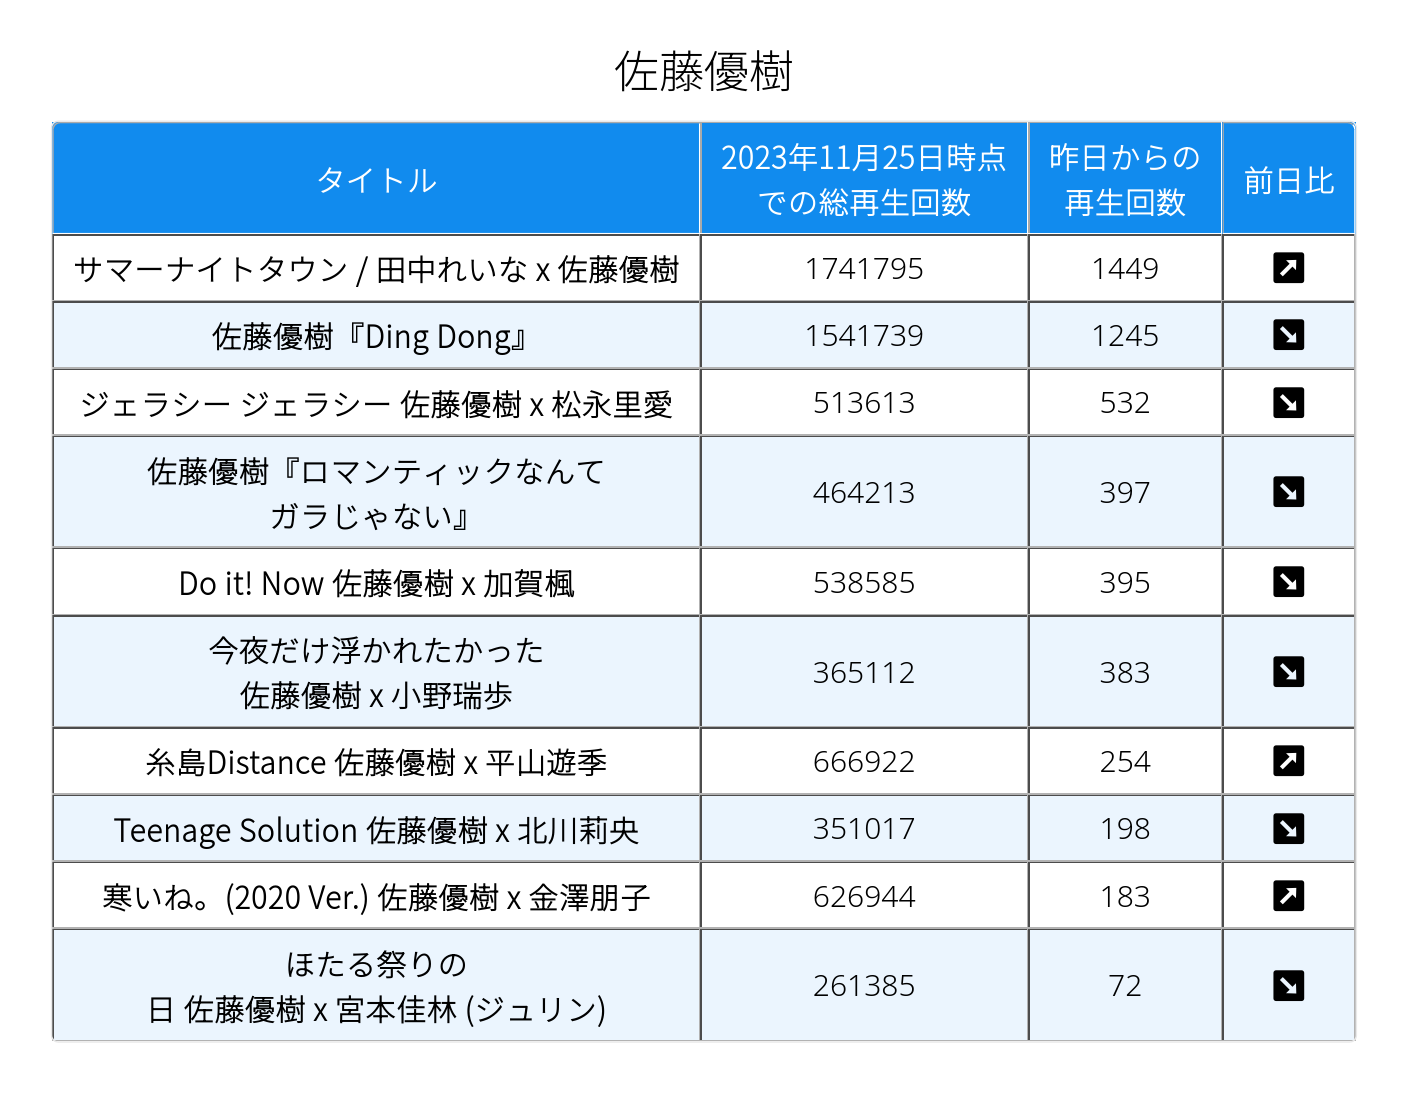 佐藤優樹
タイトル
2023年11月25日時点
での総再生回数
昨日からの
再生回数
前日比
サマーナイトタウン / 田中れいな x 佐藤優樹
1741795
1449
佐藤優樹『Ding Dong』
1541739
1245
ジェラシー ジェラシー 佐藤優樹 x 松永里愛
513613
532
佐藤優樹『ロマンティックなんて
ガラじゃない』
464213
397
Do it! Now 佐藤優樹 x 加賀楓
538585
395
今夜だけ浮かれたかった
佐藤優樹 x 小野瑞歩
365112
383
糸島Distance 佐藤優樹 x 平山遊季
666922
254
Teenage Solution 佐藤優樹 x 北川莉央
351017
198
寒いね。(2020 Ver.) 佐藤優樹 x 金澤朋子
626944
183
ほたる祭りの
日 佐藤優樹 x 宮本佳林 (ジュリン)
261385
72